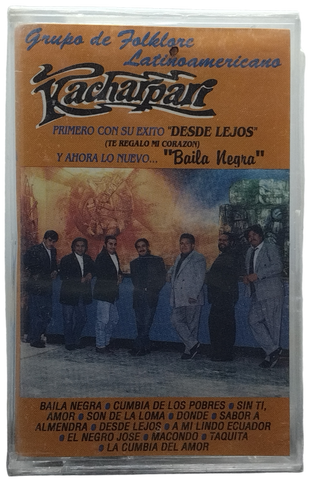 Grupo de Folklore
Latinoamericano
Kacharpari
PRIMERO CON SU EXITO "DESDE LEJOS"
(TE REGALO MI CORAZON)
Y AHORA LO NUEVO... "Baila Negra"
BAILA NEGRA • CUMBIA DE LOS POBRES • SIN TI,
AMOR • SON DE LA LOMA • DONDE • SABOR A
ALMENDRA • DESDE LEJOS • A MI LINDO ECUADOR
• EL NEGRO JOSE • MACONDO • TAQUITA
• LA CUMBIA DEL AMOR